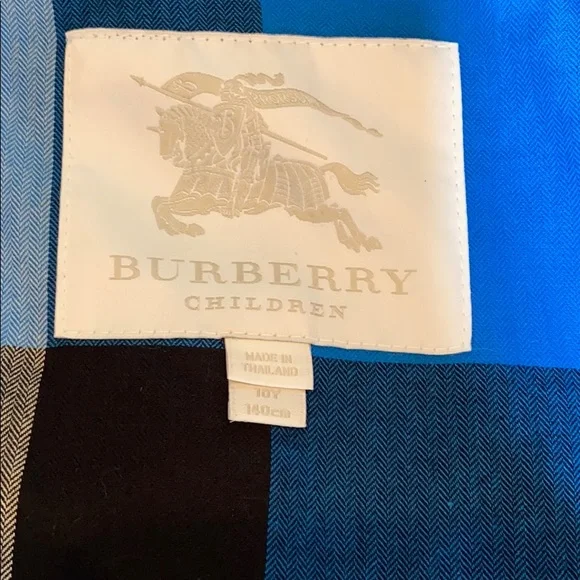 BURBERRY
CHILDREN
MADE IN
THAILAND
10Y
140cm